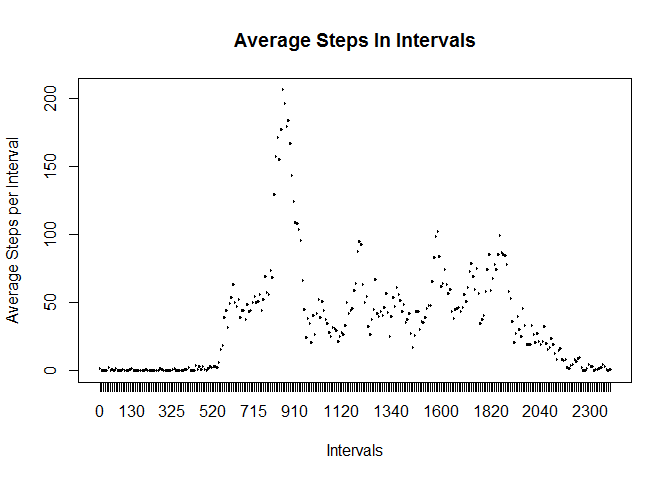 Average Steps In Intervals
Average Steps per Interval
200
150
100
50
0
0 130 325 520 715 910 1120 1340 1600 1820 2040 2300
Intervals